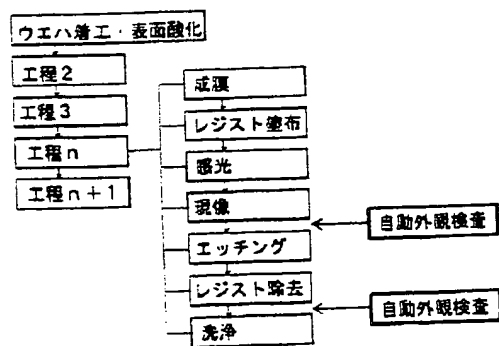 ウエハ着工・表面酸化
工程2
工程3
工程n
工程n+1
成膜
レジスト塗布
感光
現像
エッチング
レジスト除去
洗浄
自動外観検査
自動外観検査